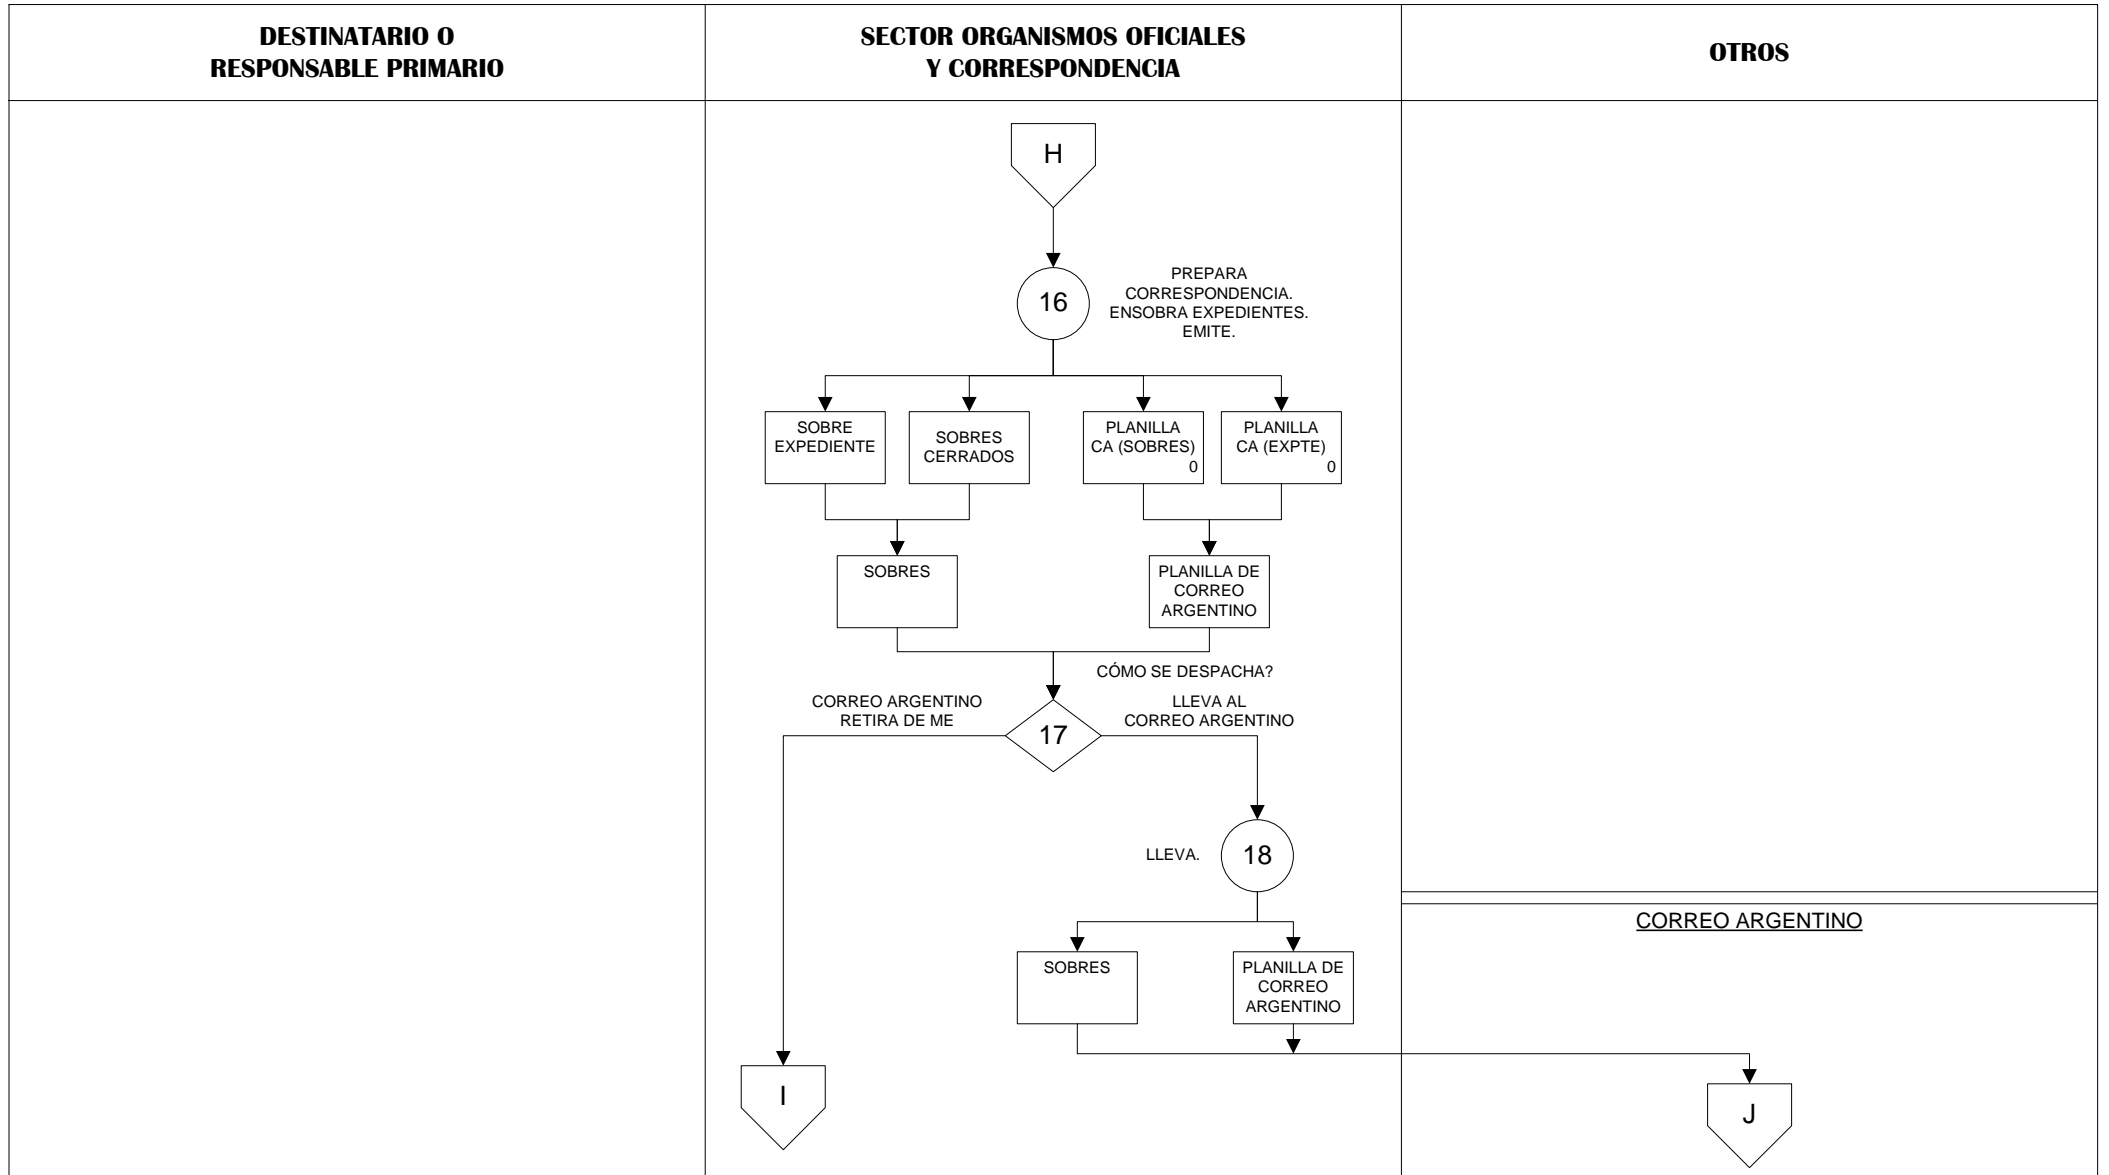 DESTINATARIO O
RESPONSABLE PRIMARIO
SECTOR ORGANISMOS OFICIALES
Y CORRESPONDENCIA
OTROS
H
16
PREPARA
CORRESPONDENCIA.
ENSOBRA EXPEDIENTES.
EMITE.
SOBRE
EXPEDIENTE
SOBRES
CERRADOS
PLANILLA
CA (SOBRES)
0
PLANILLA
CA (EXPTE)
0
SOBRES
PLANILLA DE
CORREO
ARGENTINO
CÓMO SE DESPACHA?
CORREO ARGENTINO
RETIRA DE ME
17
LLEVA AL
CORREO ARGENTINO
LLEVA.
18
CORREO ARGENTINO
SOBRES
PLANILLA DE
CORREO
ARGENTINO
I
J